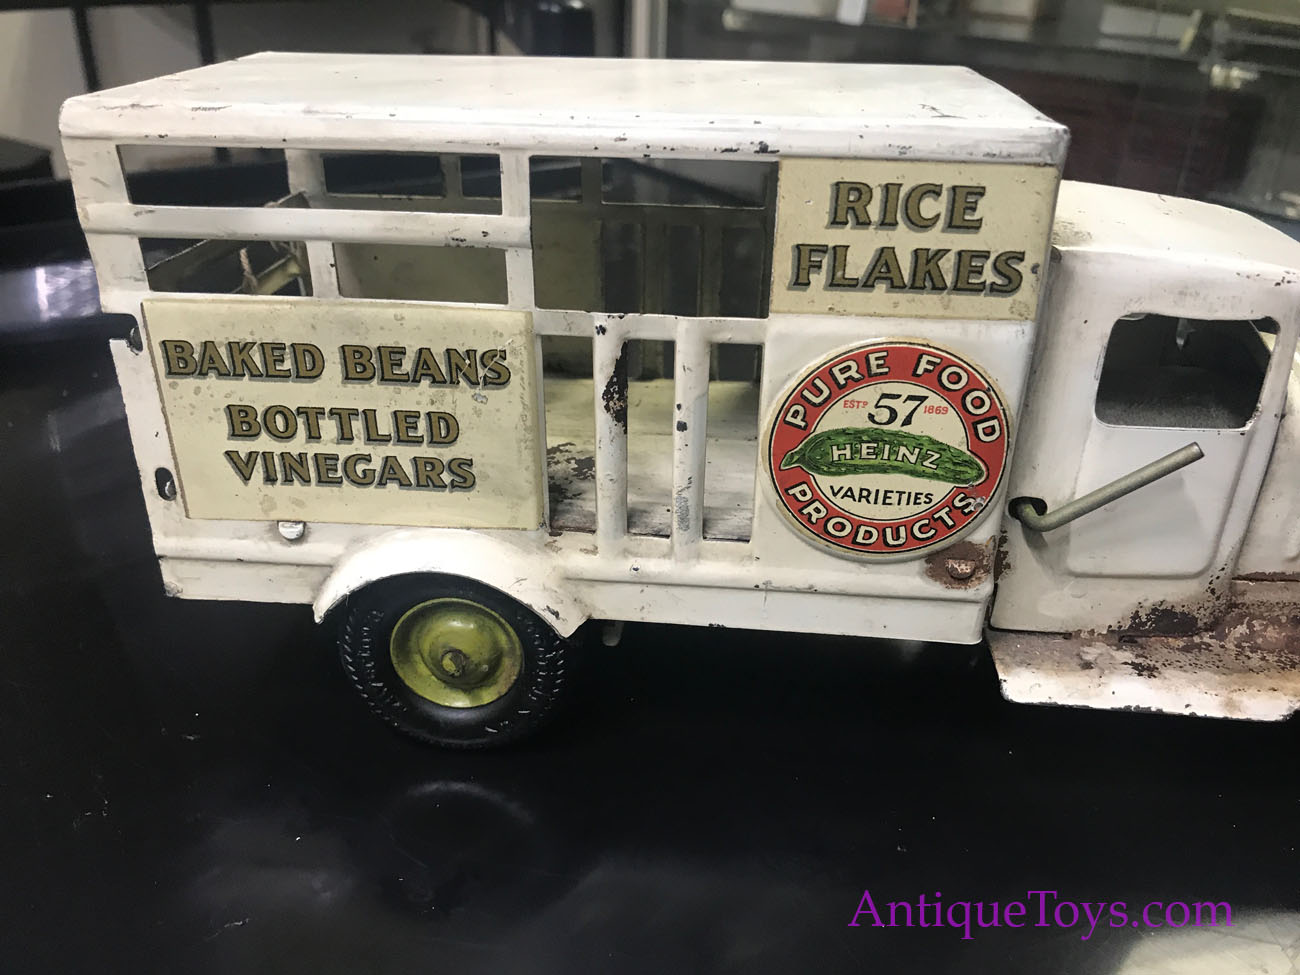 RICE
FLAKES
BAKED BEANS
BOTTLED
VINEGARS
PURE FOOD
ESTD 57 1869
HEINZ
VARIETIES
PRODUCTS
AntiqueToys.com